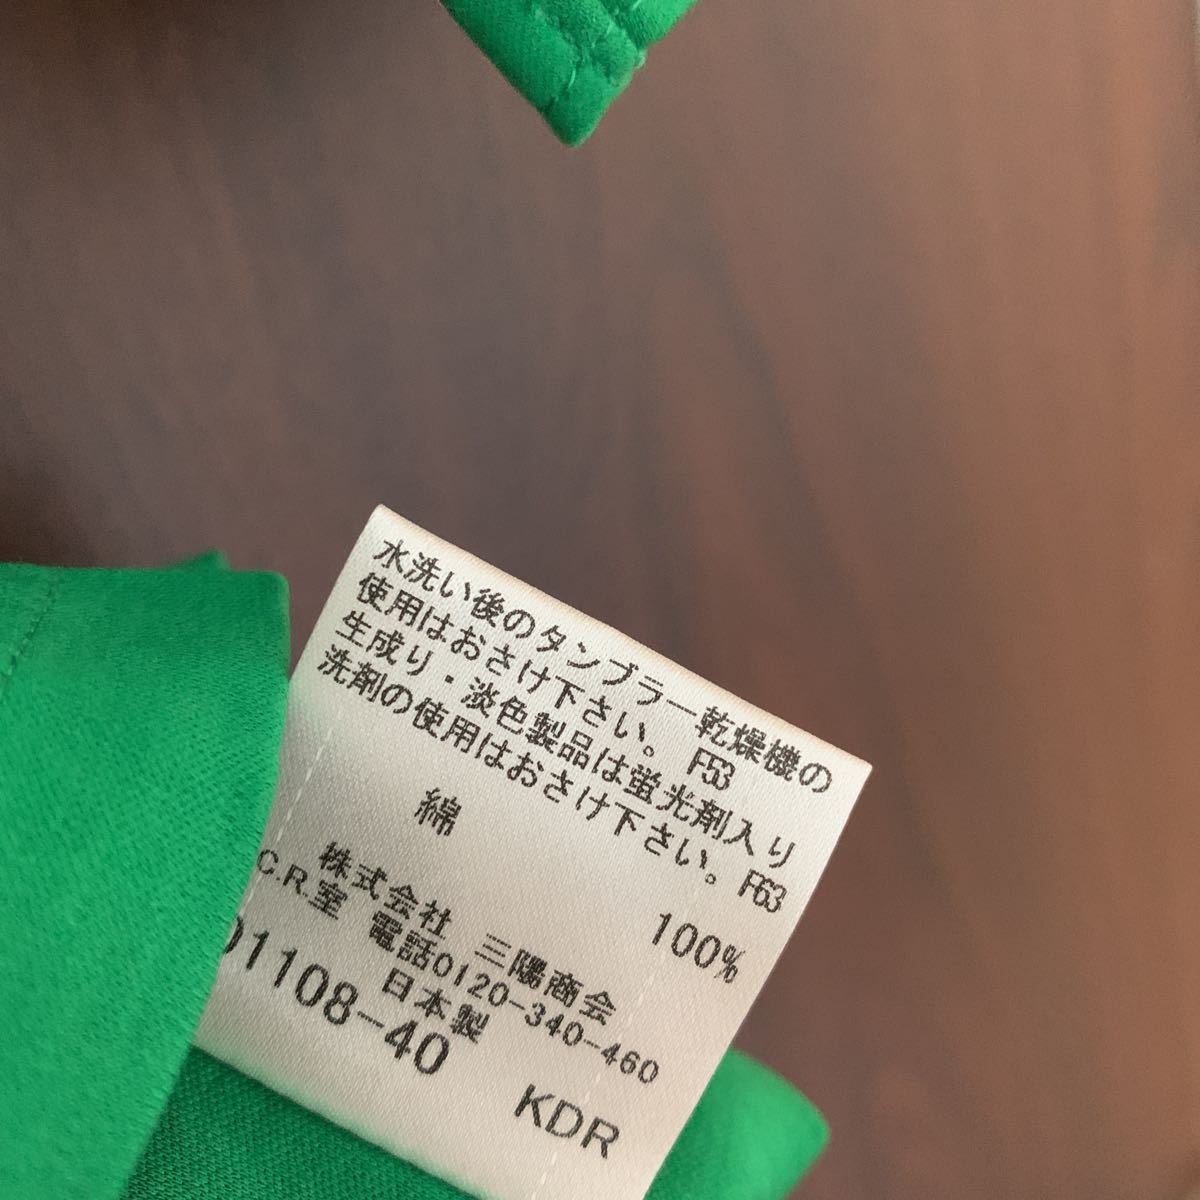 水洗い後のタンブラー乾燥機の
使用はおさけ下さい。 F53
生成り・淡色製品は蛍光剤入り
洗剤の使用はおさけ下さい。F63
綿 100%
株式会社 三陽商会
C.R.室 電話0120-340-460
日本製
01108-40 KDR